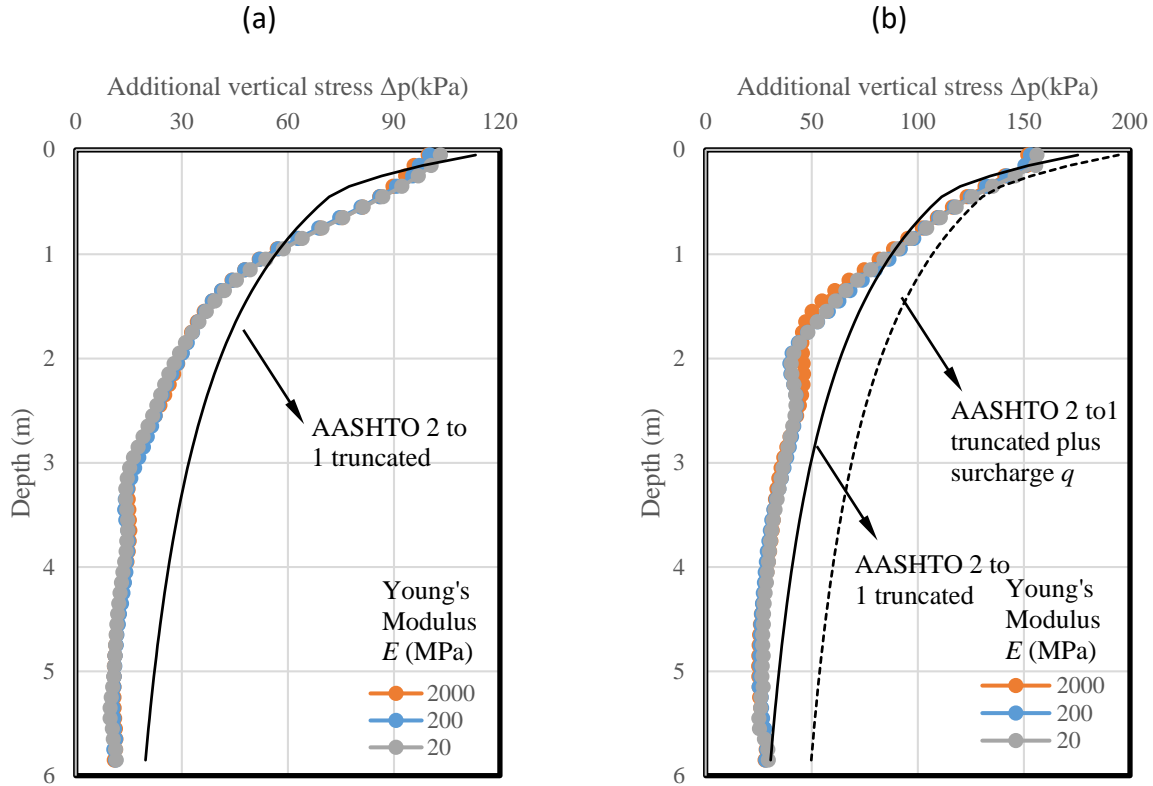 (a)
Additional vertical stress Δp(kPa)
0 30 60 90 120
0
1
2
3
4
5
6
Depth (m)
AASHTO 2 to
1 truncated
Young's
Modulus
E (MPa)
2000
200
20
(b)
Additional vertical stress Δp(kPa)
0 50 100 150 200
0
1
2
3
4
5
6
Depth (m)
AASHTO 2 to1
truncated plus
surcharge q
AASHTO 2 to
1 truncated
Young's
Modulus
E (MPa)
2000
200
20